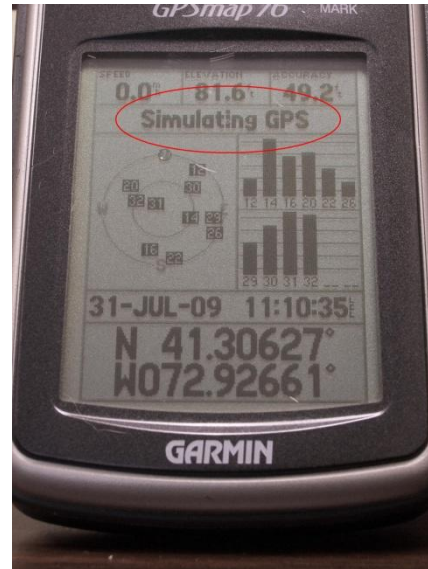 GPSmap 76 MARK
SPEED ELEVATION ACCURACY
0.0 81.6 49.2
Simulating GPS
12
20 30
32 31
14 29
26
16 22
S
12 14 16 20 22 26
29 30 31 32
31-JUL-09 11:10:35
N 41.30627°
W072.92661°
GARMIN